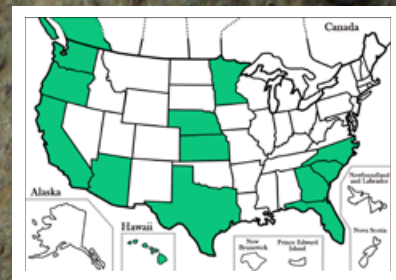 Canada
Newfoundland
and Labrador
Alaska
Hawaii
New
Brunswick
Prince Edward
Island
Nova Scotia